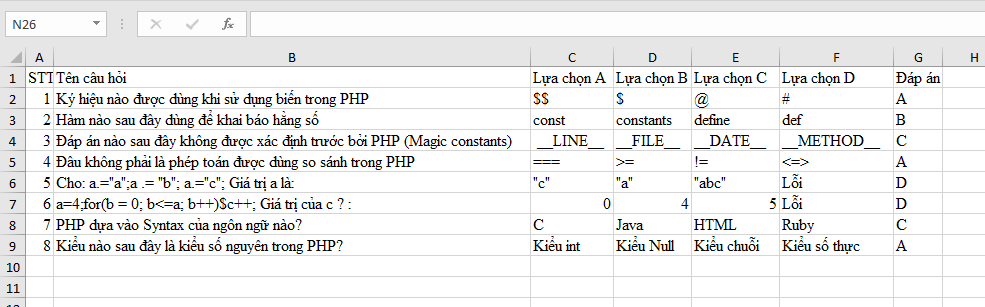 N26 fx
A B C D E F G H
1 STT Tên câu hỏi Lựa chọn A Lựa chọn B Lựa chọn C Lựa chọn D Đáp án
2 1 Ký hiệu nào được dùng khi sử dụng biến trong PHP $$ $ @ # A
3 2 Hàm nào sau đây dùng để khai báo hằng số const constants define def B
4 3 Đáp án nào sau đây không được xác định trước bởi PHP (Magic constants) __LINE__ __FILE__ __DATE__ __METHOD__ C
5 4 Đâu không phải là phép toán được dùng so sánh trong PHP === >= != <=> A
6 5 Cho: a.="a";a .= "b"; a.="c"; Giá trị a là: "c" "a" "abc" Lỗi D
7 6 a=4;for(b = 0; b<=a; b++)$c++; Giá trị của c ? : 0 4 5 Lỗi D
8 7 PHP dựa vào Syntax của ngôn ngữ nào? C Java HTML Ruby C
9 8 Kiểu nào sau đây là kiểu số nguyên trong PHP? Kiểu int Kiểu Null Kiểu chuỗi Kiểu số thực A
10
11